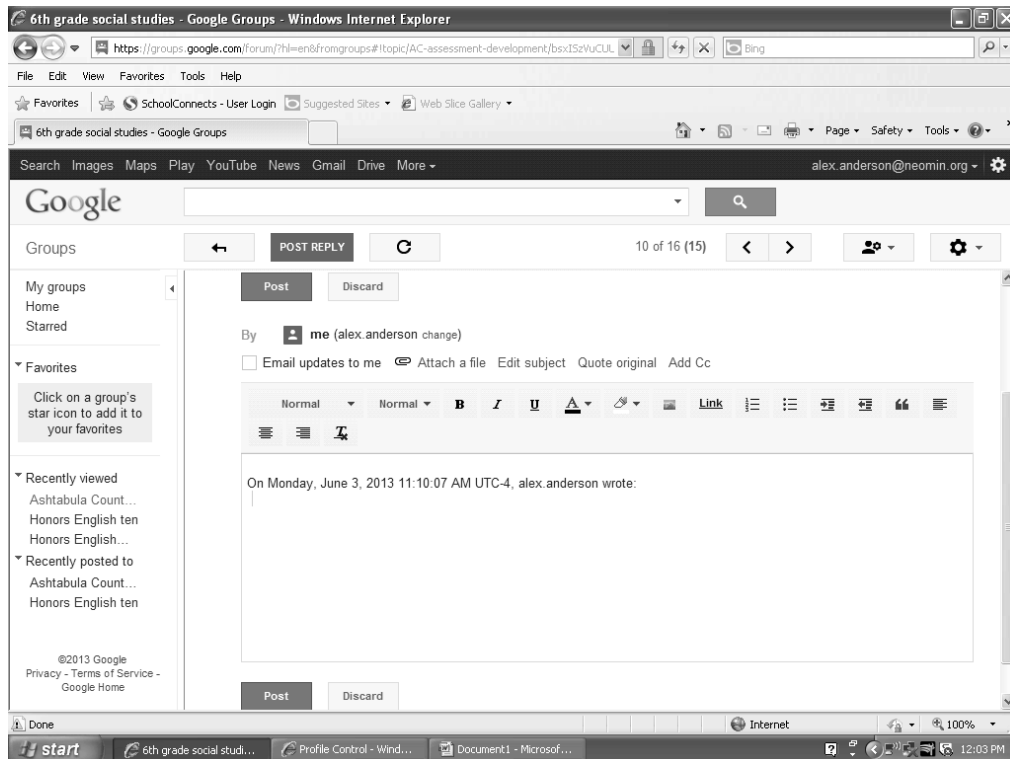 6th grade social studies - Google Groups - Windows Internet Explorer
https://groups.google.com/forum/?hl=en&fromgroups#!topic/AC-assessment-development/bsxISzVuCUL
Bing
File Edit View Favorites Tools Help
Favorites SchoolConnects - User Login Suggested Sites Web Slice Gallery
6th grade social studies - Google Groups
Page Safety Tools
Search Images Maps Play YouTube News Gmail Drive More
alex.anderson@neomin.org
Google
Groups
POST REPLY
10 of 16 (15)
My groups
Home
Starred
Favorites
Click on a group's
star icon to add it to
your favorites
Recently viewed
Ashtabula Count...
Honors English ten
Honors English...
Recently posted to
Ashtabula Count...
Honors English ten
©2013 Google
Privacy - Terms of Service -
Google Home
Post Discard
By me (alex.anderson change)
Email updates to me Attach a file Edit subject Quote original Add Cc
Normal Normal B I U A Link
On Monday, June 3, 2013 11:10:07 AM UTC-4, alex.anderson wrote:
Post Discard
Done Internet 100%
start 6th grade social studi... Profile Control - Wind... Document1 - Microsof... 12:03 PM